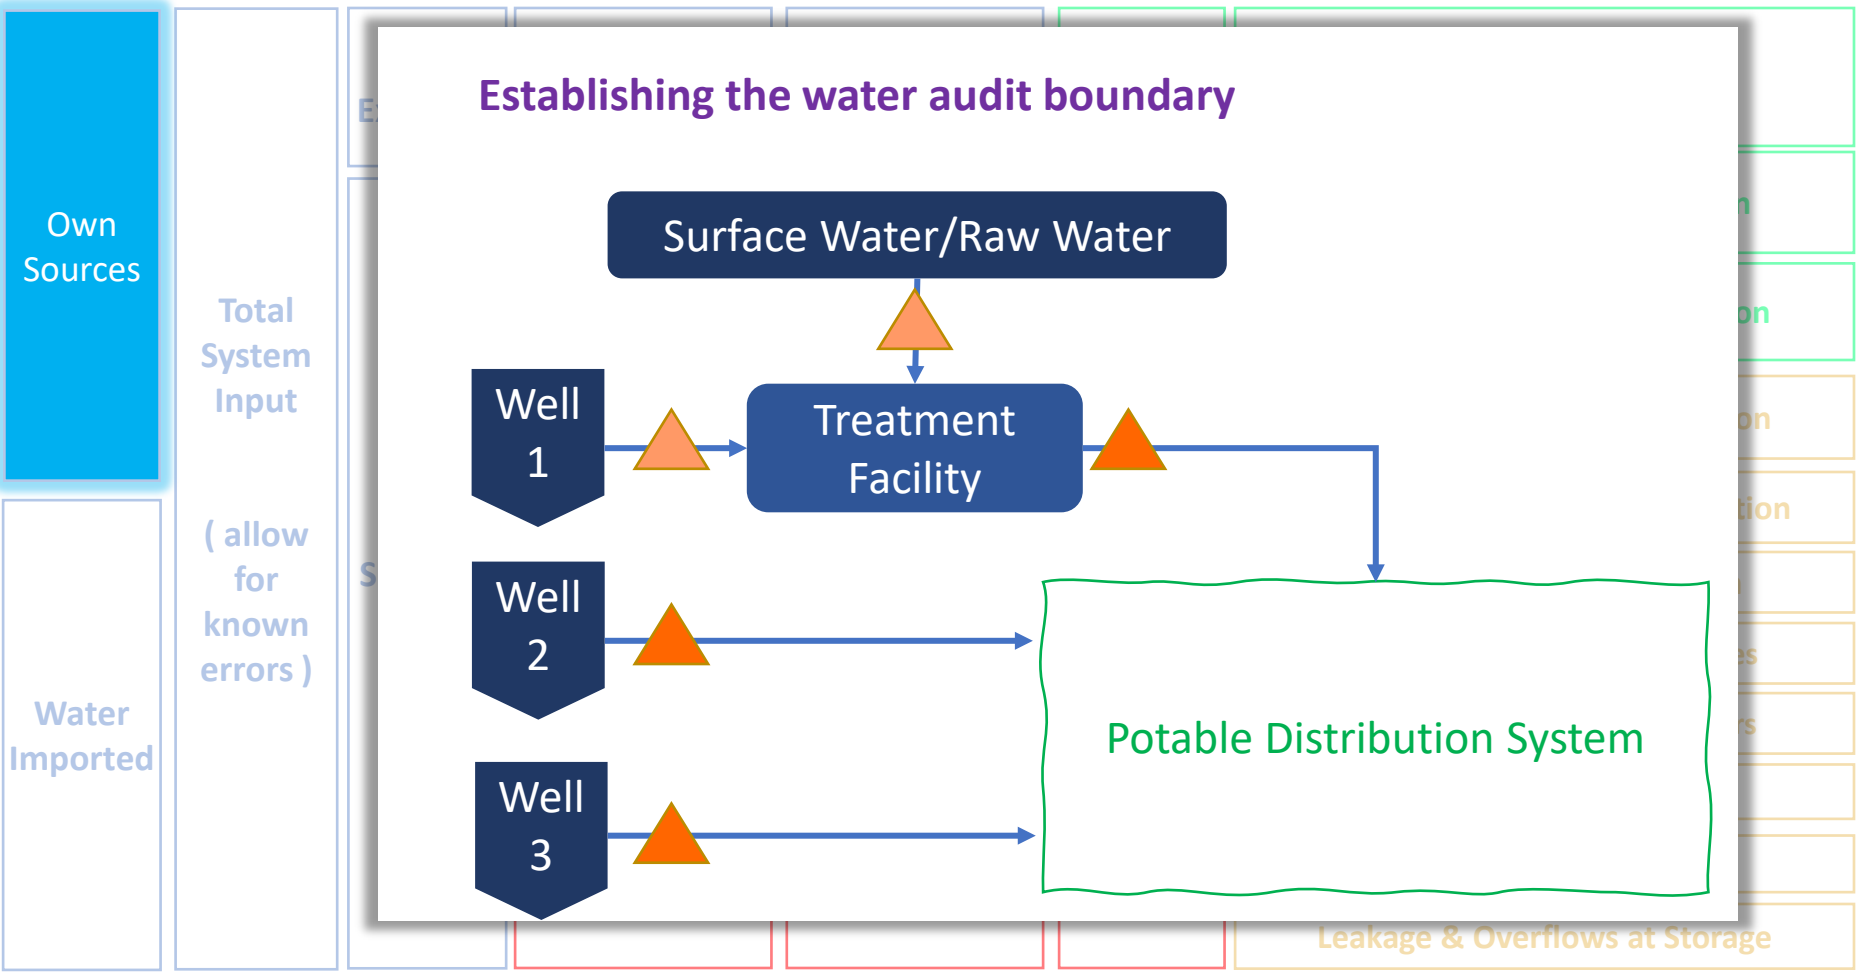 Own
Sources
Water
Imported
Total
System
Input
( allow
for
known
errors )
Establishing the water audit boundary
Surface Water/Raw Water
Well
1
Treatment
Facility
Well
2
Well
3
Potable Distribution System
Leakage & Overflows at Storage